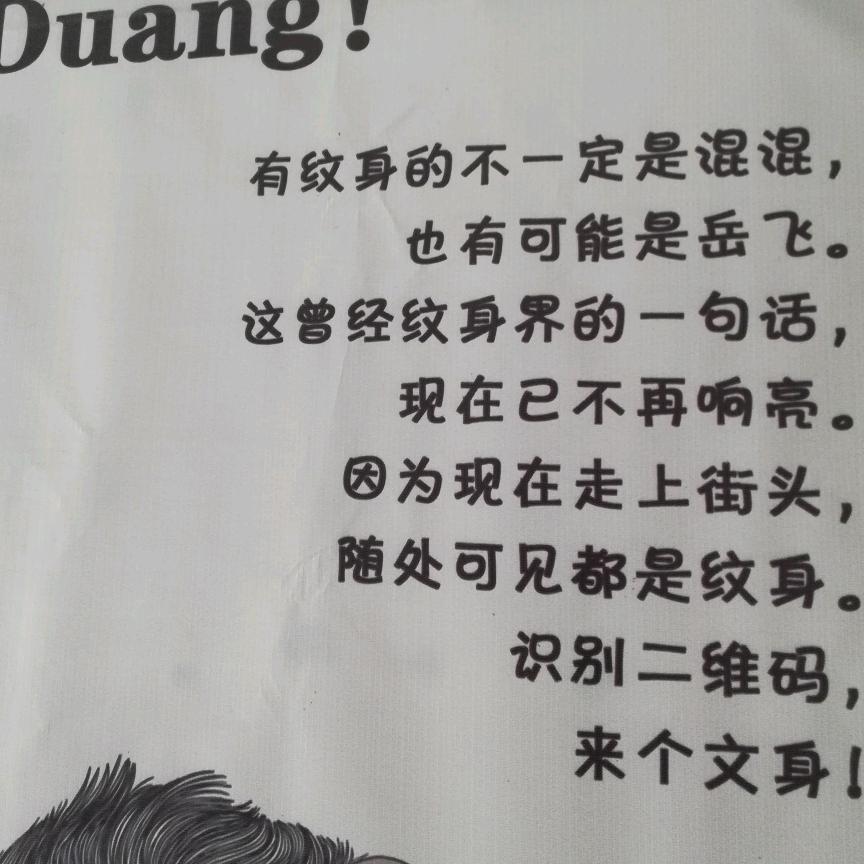 Duang!
有纹身的不一定是混混，
也有可能是岳飞。
这曾经纹身界的一句话，
现在已不再响亮。
因为现在走上街头，
随处可见都是纹身。
识别二维码，
来个文身！